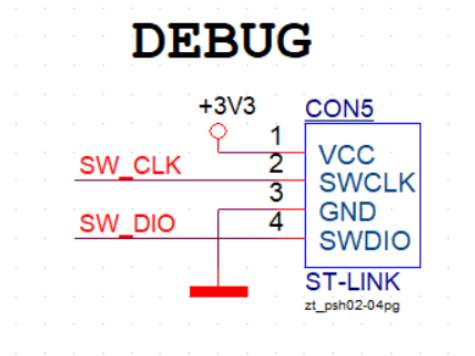 DEBUG
+3V3
CON5
1
VCC
SW_CLK
2
SWCLK
3
GND
SW_DIO
4
SWDIO
ST-LINK
zt_psh02-04pg